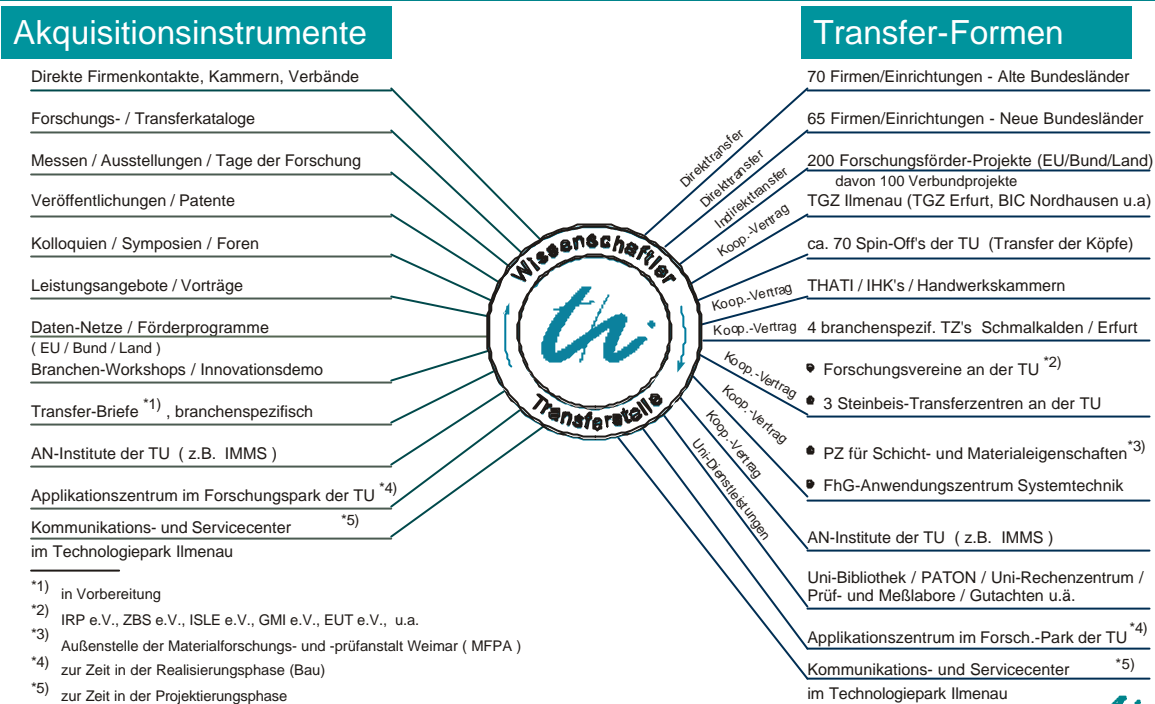 Akquisitionsinstrumente
Direkte Firmenkontakte, Kammern, Verbände
Forschungs- / Transferkataloge
Messen / Ausstellungen / Tage der Forschung
Veröffentlichungen / Patente
Kolloquien / Symposien / Foren
Leistungsangebote / Vorträge
Daten-Netze / Förderprogramme
( EU / Bund / Land )
Branchen-Workshops / Innovationsdemo
Transfer-Briefe *1) , branchenspezifisch
AN-Institute der TU ( z.B. IMMS )
Applikationszentrum im Forschungspark der TU *4)
Kommunikations- und Servicecenter *5)
im Technologiepark Ilmenau
*1) in Vorbereitung
*2) IRP e.V., ZBS e.V., ISLE e.V., GMI e.V., EUT e.V., u.a.
*3) Außenstelle der Materialforschungs- und -prüfanstalt Weimar ( MFPA )
*4) zur Zeit in der Realisierungsphase (Bau)
*5) zur Zeit in der Projektierungsphase
Wissenschaftler
th
Transferstelle
Direkttransfer
Direkttransfer
Indirekttransfer
Koop-Vertrag
Koop.-Vertrag
Koop.-Vertrag
Koop.-Vertrag
Koop.-Vertrag
Koop.-Vertrag
Uni-Dienstleistungen
Transfer-Formen
70 Firmen/Einrichtungen - Alte Bundesländer
65 Firmen/Einrichtungen - Neue Bundesländer
200 Forschungsförder-Projekte (EU/Bund/Land)
davon 100 Verbundprojekte
TGZ Ilmenau (TGZ Erfurt, BIC Nordhausen u.a)
ca. 70 Spin-Off's der TU (Transfer der Köpfe)
THATI / IHK's / Handwerkskammern
4 branchenspezif. TZ's Schmalkalden / Erfurt
• Forschungsvereine an der TU *2)
• 3 Steinbeis-Transferzentren an der TU
• PZ für Schicht- und Materialeigenschaften *3)
• FhG-Anwendungszentrum Systemtechnik
AN-Institute der TU ( z.B. IMMS )
Uni-Bibliothek / PATON / Uni-Rechenzentrum /
Prüf- und Meßlabore / Gutachten u.ä.
Applikationszentrum im Forsch.-Park der TU *4)
Kommunikations- und Servicecenter *5)
im Technologiepark Ilmenau